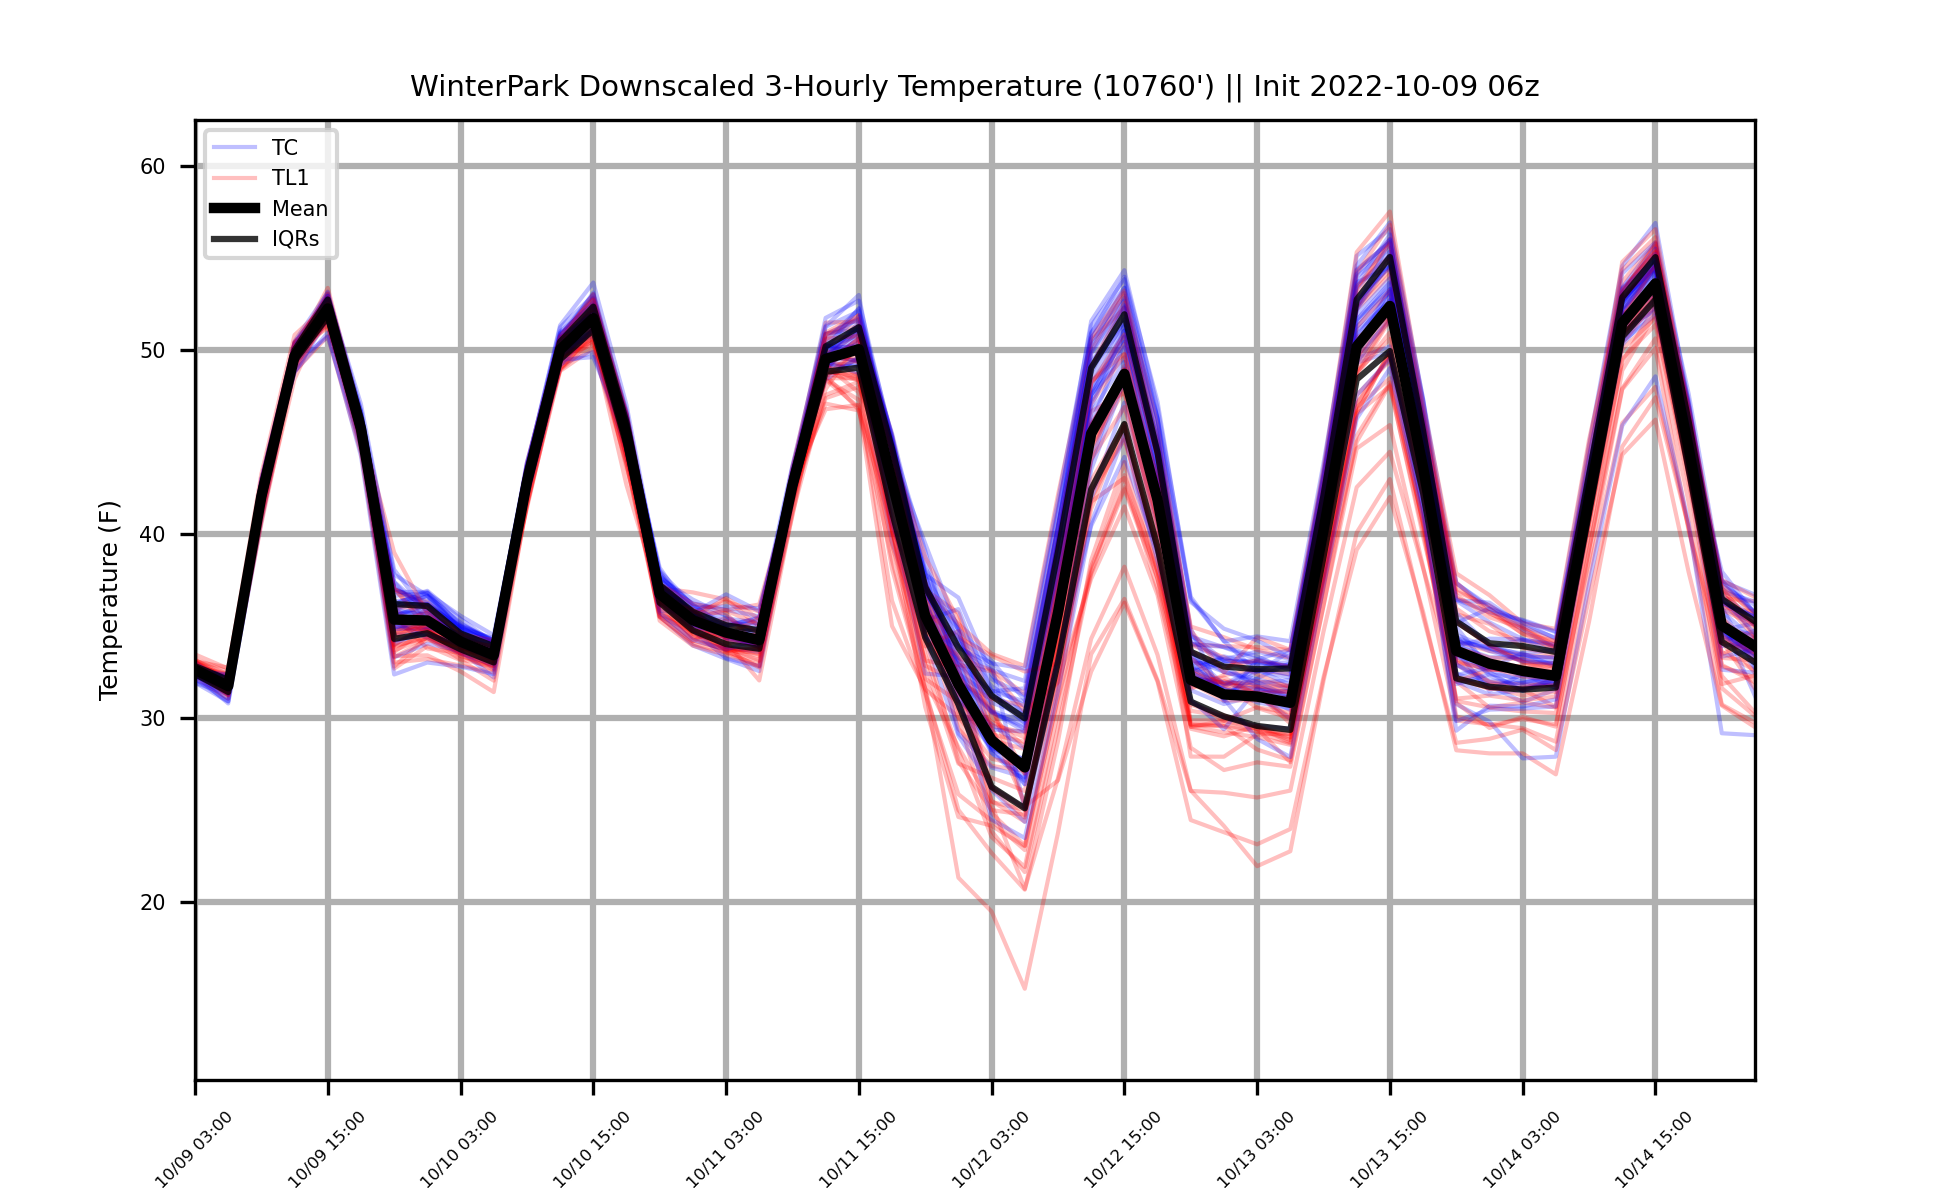 WinterPark Downscaled 3-Hourly Temperature (10760') || Init 2022-10-09 06z
TC
TL1
Mean
IQRs
Temperature (F)
60
50
40
30
20
10/09 03:00
10/09 15:00
10/10 03:00
10/10 15:00
10/11 03:00
10/11 15:00
10/12 03:00
10/12 15:00
10/13 03:00
10/13 15:00
10/14 03:00
10/14 15:00